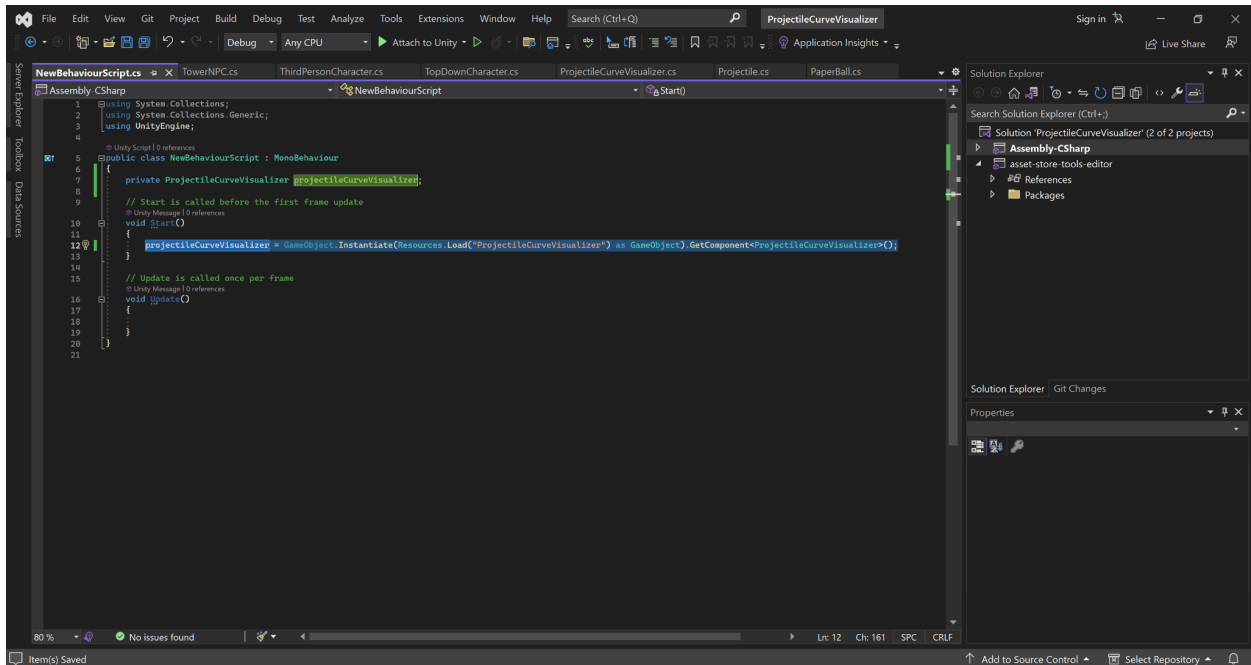 File Edit View Git Project Build Debug Test Analyze Tools Extensions Window Help Search (Ctrl+Q) ProjectileCurveVisualizer Sign in
Debug Any CPU Attach to Unity Application Insights Live Share
Server Explorer
Toolbox
Data Sources
NewBehaviourScript.cs TowerNPC.cs ThirdPersonCharacter.cs TopDownCharacter.cs ProjectileCurveVisualizer.cs Projectile.cs PaperBall.cs
Assembly-CSharp NewBehaviourScript Start()
1 using System.Collections;
2 using System.Collections.Generic;
3 using UnityEngine;
4
Unity Script | 0 references
5 public class NewBehaviourScript : MonoBehaviour
6 {
7 private ProjectileCurveVisualizer projectileCurveVisualizer;
8
9 // Start is called before the first frame update
Unity Message | 0 references
10 void Start()
11 {
12 projectileCurveVisualizer = GameObject.Instantiate(Resources.Load("ProjectileCurveVisualizer") as GameObject).GetComponent<ProjectileCurveVisualizer>();
13 }
14
15 // Update is called once per frame
Unity Message | 0 references
16 void Update()
17 {
18
19 }
20 }
21
80 % No issues found Ln: 12 Ch: 161 SPC CRLF
Solution Explorer
Search Solution Explorer (Ctrl+;)
Solution 'ProjectileCurveVisualizer' (2 of 2 projects)
Assembly-CSharp
asset-store-tools-editor
References
Packages
Solution Explorer Git Changes
Properties
Item(s) Saved Add to Source Control Select Repository